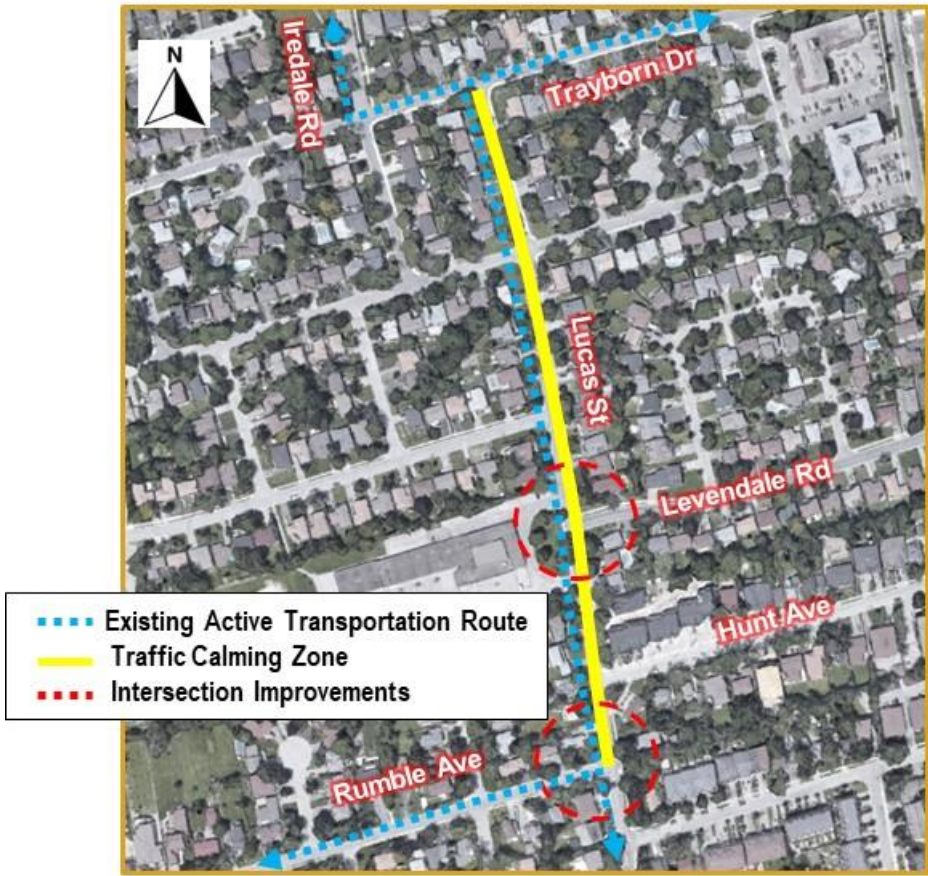 N
Iredale Rd
Trayborn Dr
Lucas St
Levendale Rd
Hunt Ave
Existing Active Transportation Route
Traffic Calming Zone
Intersection Improvements
Rumble Ave